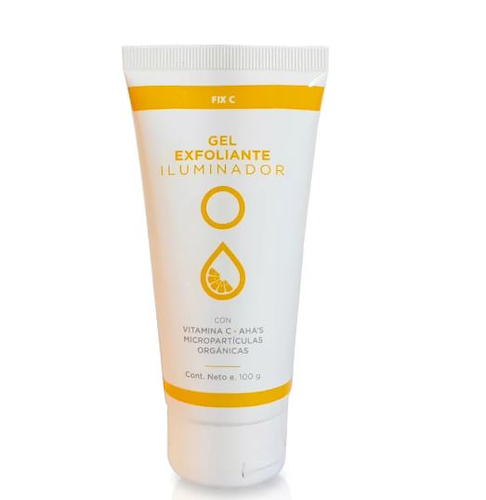 FIX C
GEL
EXFOLIANTE
ILUMINADOR
CON
VITAMINA C - AHA'S
MICROPARTÍCULAS
ORGÁNICAS
Cont. Neto e. 100 g.